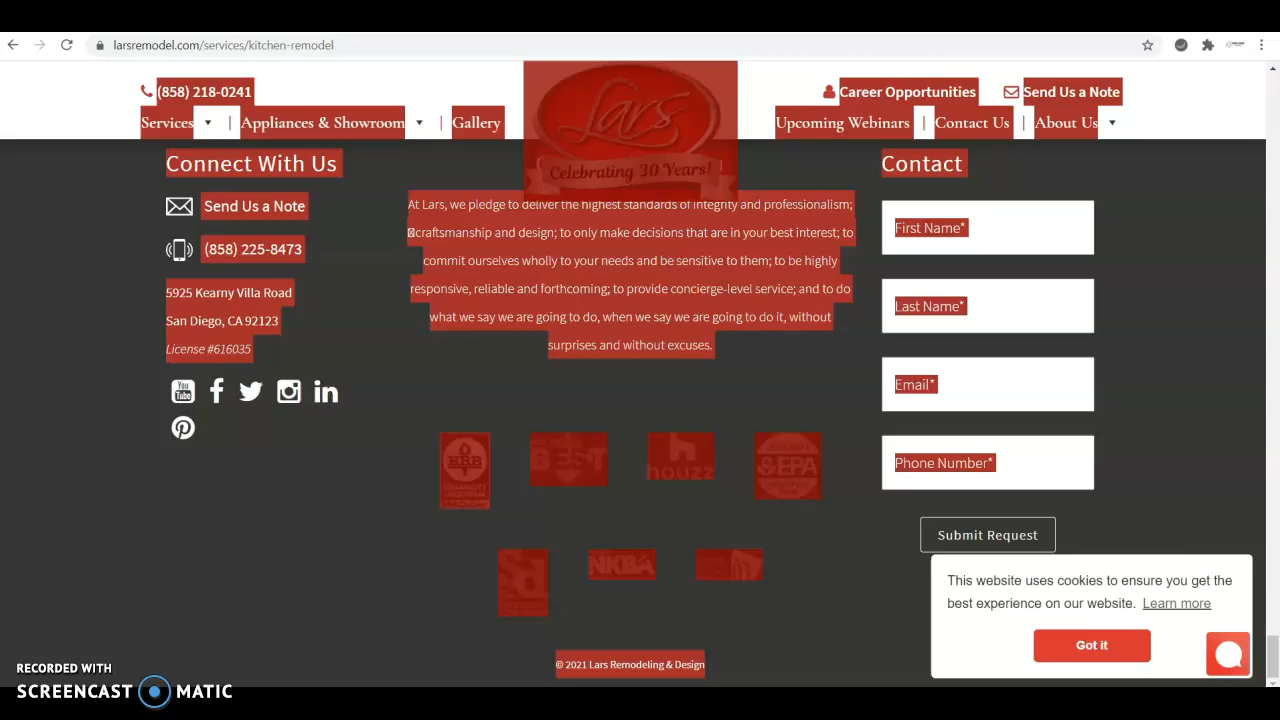 larsremodel.com/services/kitchen-remodel
(858) 218-0241
Career Opportunities
Send Us a Note
Services | Appliances & Showroom | Gallery
Lars
Celebrating 30 Years!
Upcoming Webinars | Contact Us | About Us
Connect With Us
Send Us a Note
(858) 225-8473
5925 Kearny Villa Road
San Diego, CA 92123
License #616035
You Tube
At Lars, we pledge to deliver the highest standards of integrity and professionalism;
craftsmanship and design; to only make decisions that are in your best interest; to
commit ourselves wholly to your needs and be sensitive to them; to be highly
responsive, reliable and forthcoming; to provide concierge-level service; and to do
what we say we are going to do, when we say we are going to do it, without
surprises and without excuses.
BBB
BEST
houzz
EPA
Sd
NKBA
© 2021 Lars Remodeling & Design
Contact
First Name*
Last Name*
Email*
Phone Number*
Submit Request
This website uses cookies to ensure you get the
best experience on our website. Learn more
Got it
RECORDED WITH
SCREENCAST MATIC